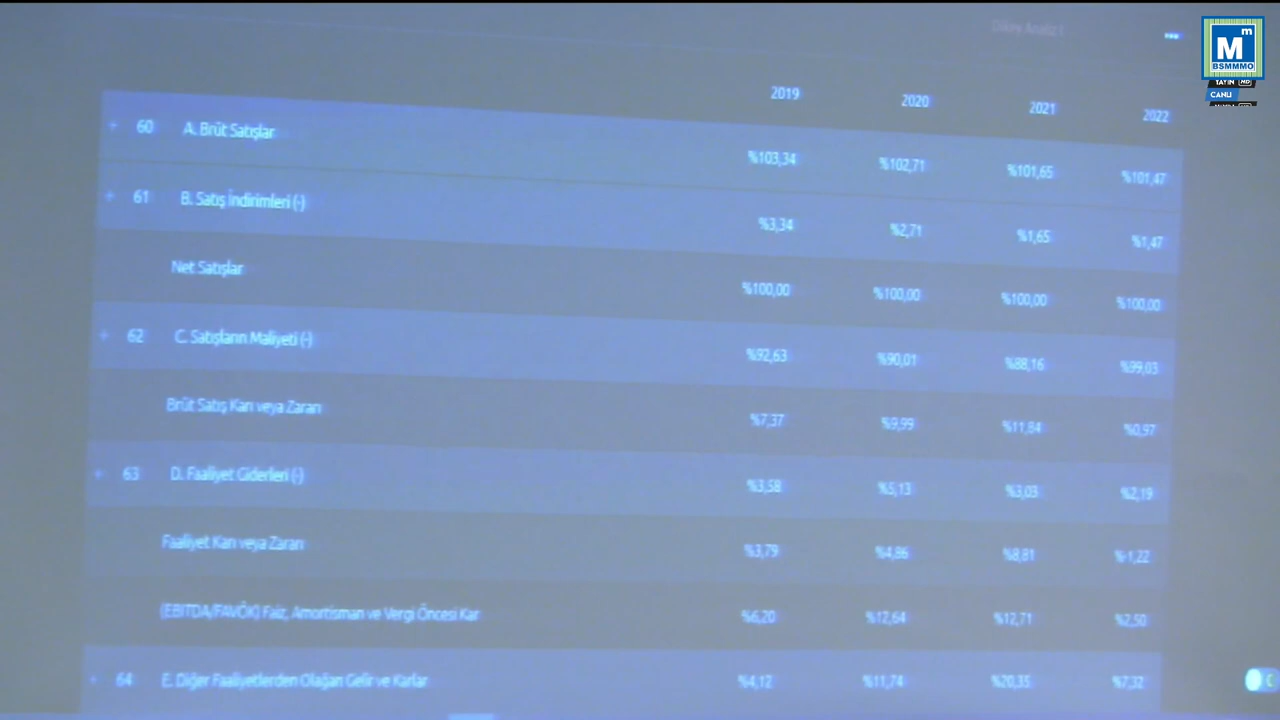 Dikey Analiz
M m
BSMMMO
YAYIN HD
CANLI
2019 2020 2021 2022
+ 60 A. Brüt Satışlar %103,34 %102,71 %101,65 %101,47
+ 61 B. Satış İndirimleri (-) %3,34 %2,71 %1,65 %1,47
Net Satışlar %100,00 %100,00 %100,00 %100,00
+ 62 C. Satışların Maliyeti (-) %92,63 %90,01 %88,16 %99,03
Brüt Satış Karı veya Zararı %7,37 %9,99 %11,84 %0,97
+ 63 D. Faaliyet Giderleri (-) %3,58 %5,13 %3,03 %2,19
Faaliyet Karı veya Zararı %3,79 %4,86 %8,81 %-1,22
(EBITDA/FAVÖK) Faiz, Amortisman ve Vergi Öncesi Kar %6,20 %12,64 %12,71 %2,50
+ 64 E. Diğer Faaliyetlerden Olağan Gelir ve Karlar %4,12 %11,74 %20,35 %7,32